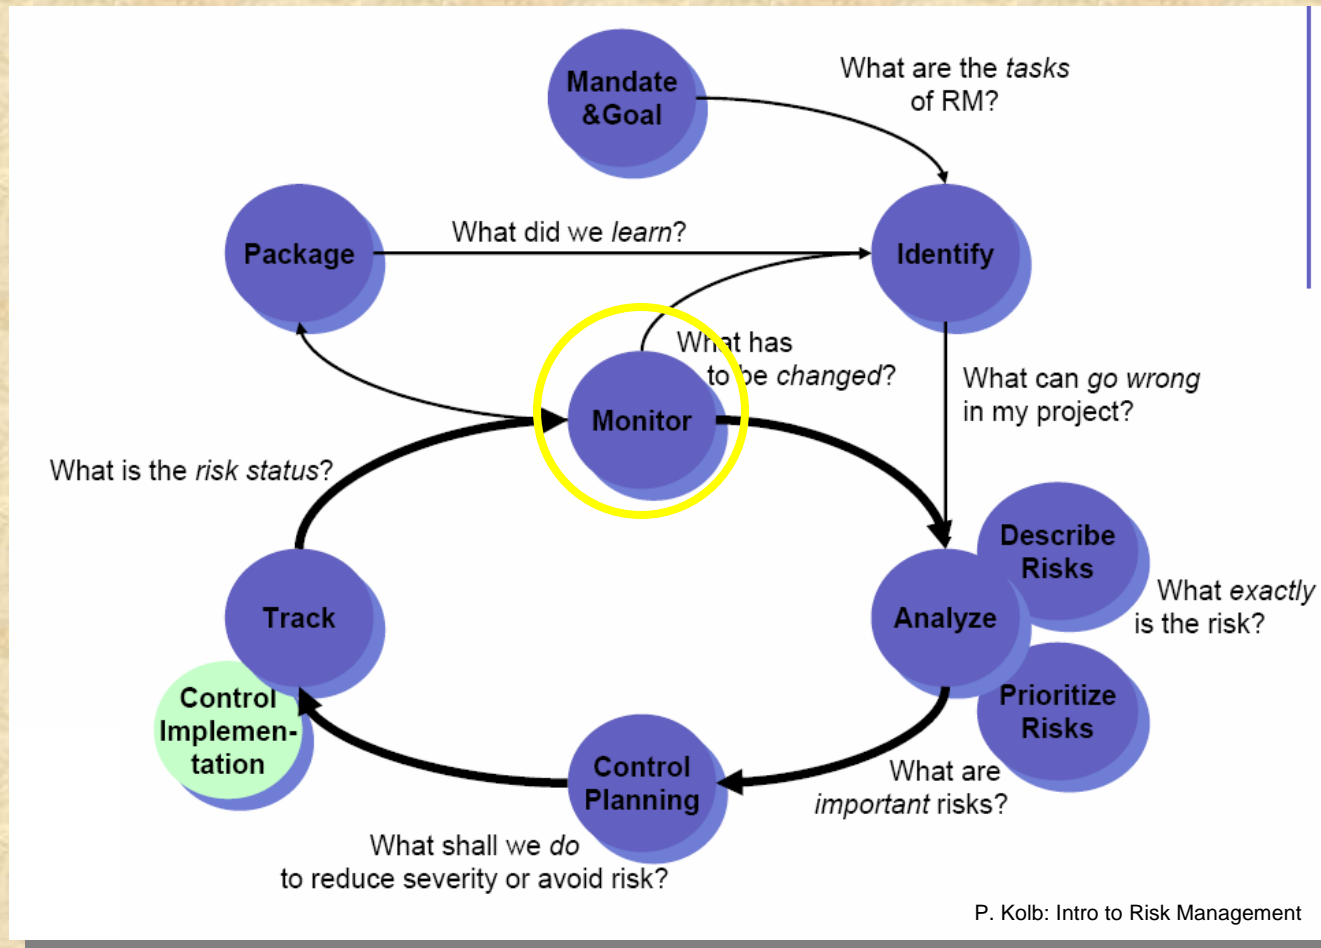 Mandate
&Goal
What are the tasks
of RM?
Package
What did we learn?
Identify
What has
to be changed?
Monitor
What can go wrong
in my project?
What is the risk status?
Describe
Risks
What exactly
is the risk?
Track
Analyze
Control
Implemen-
tation
Prioritize
Risks
Control
Planning
What are
important risks?
What shall we do
to reduce severity or avoid risk?
P. Kolb: Intro to Risk Management